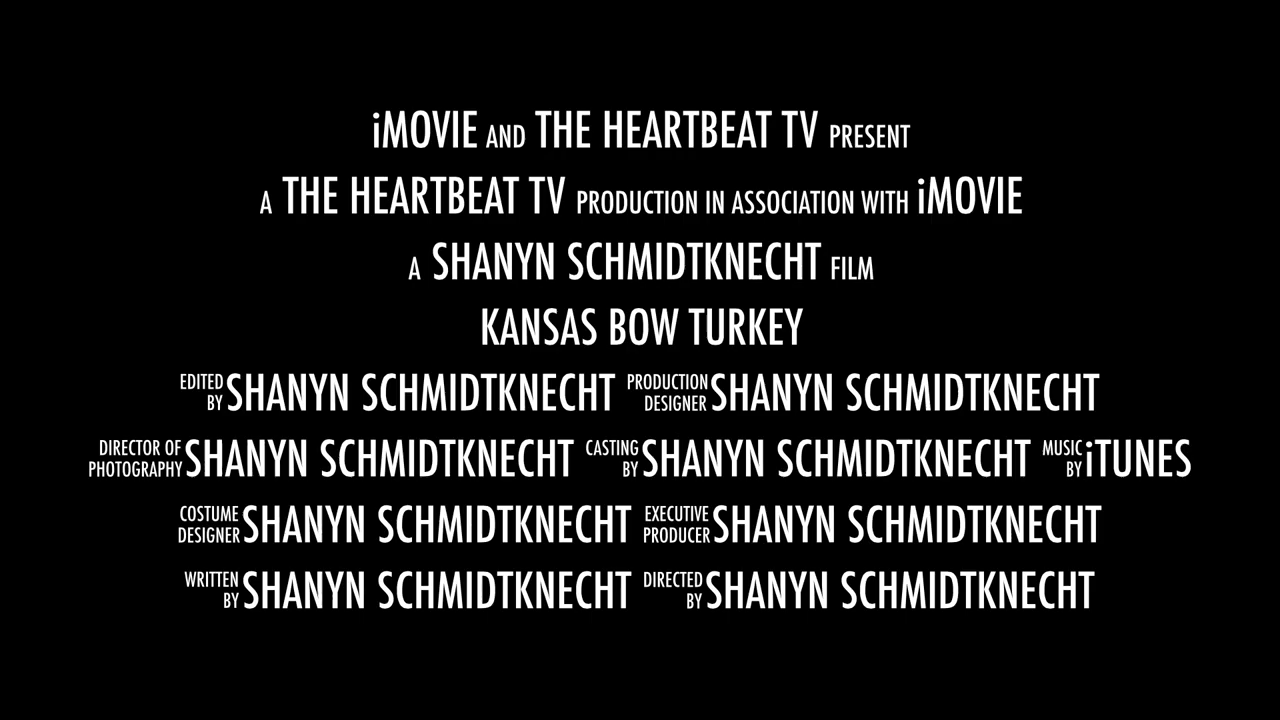 iMOVIE AND THE HEARTBEAT TV PRESENT
A THE HEARTBEAT TV PRODUCTION IN ASSOCIATION WITH iMOVIE
A SHANYN SCHMIDTKNECHT FILM
KANSAS BOW TURKEY
EDITED BY SHANYN SCHMIDTKNECHT PRODUCTION DESIGNER SHANYN SCHMIDTKNECHT
DIRECTOR OF PHOTOGRAPHY SHANYN SCHMIDTKNECHT CASTING BY SHANYN SCHMIDTKNECHT MUSIC BY iTUNES
COSTUME DESIGNER SHANYN SCHMIDTKNECHT EXECUTIVE PRODUCER SHANYN SCHMIDTKNECHT
WRITTEN BY SHANYN SCHMIDTKNECHT DIRECTED BY SHANYN SCHMIDTKNECHT